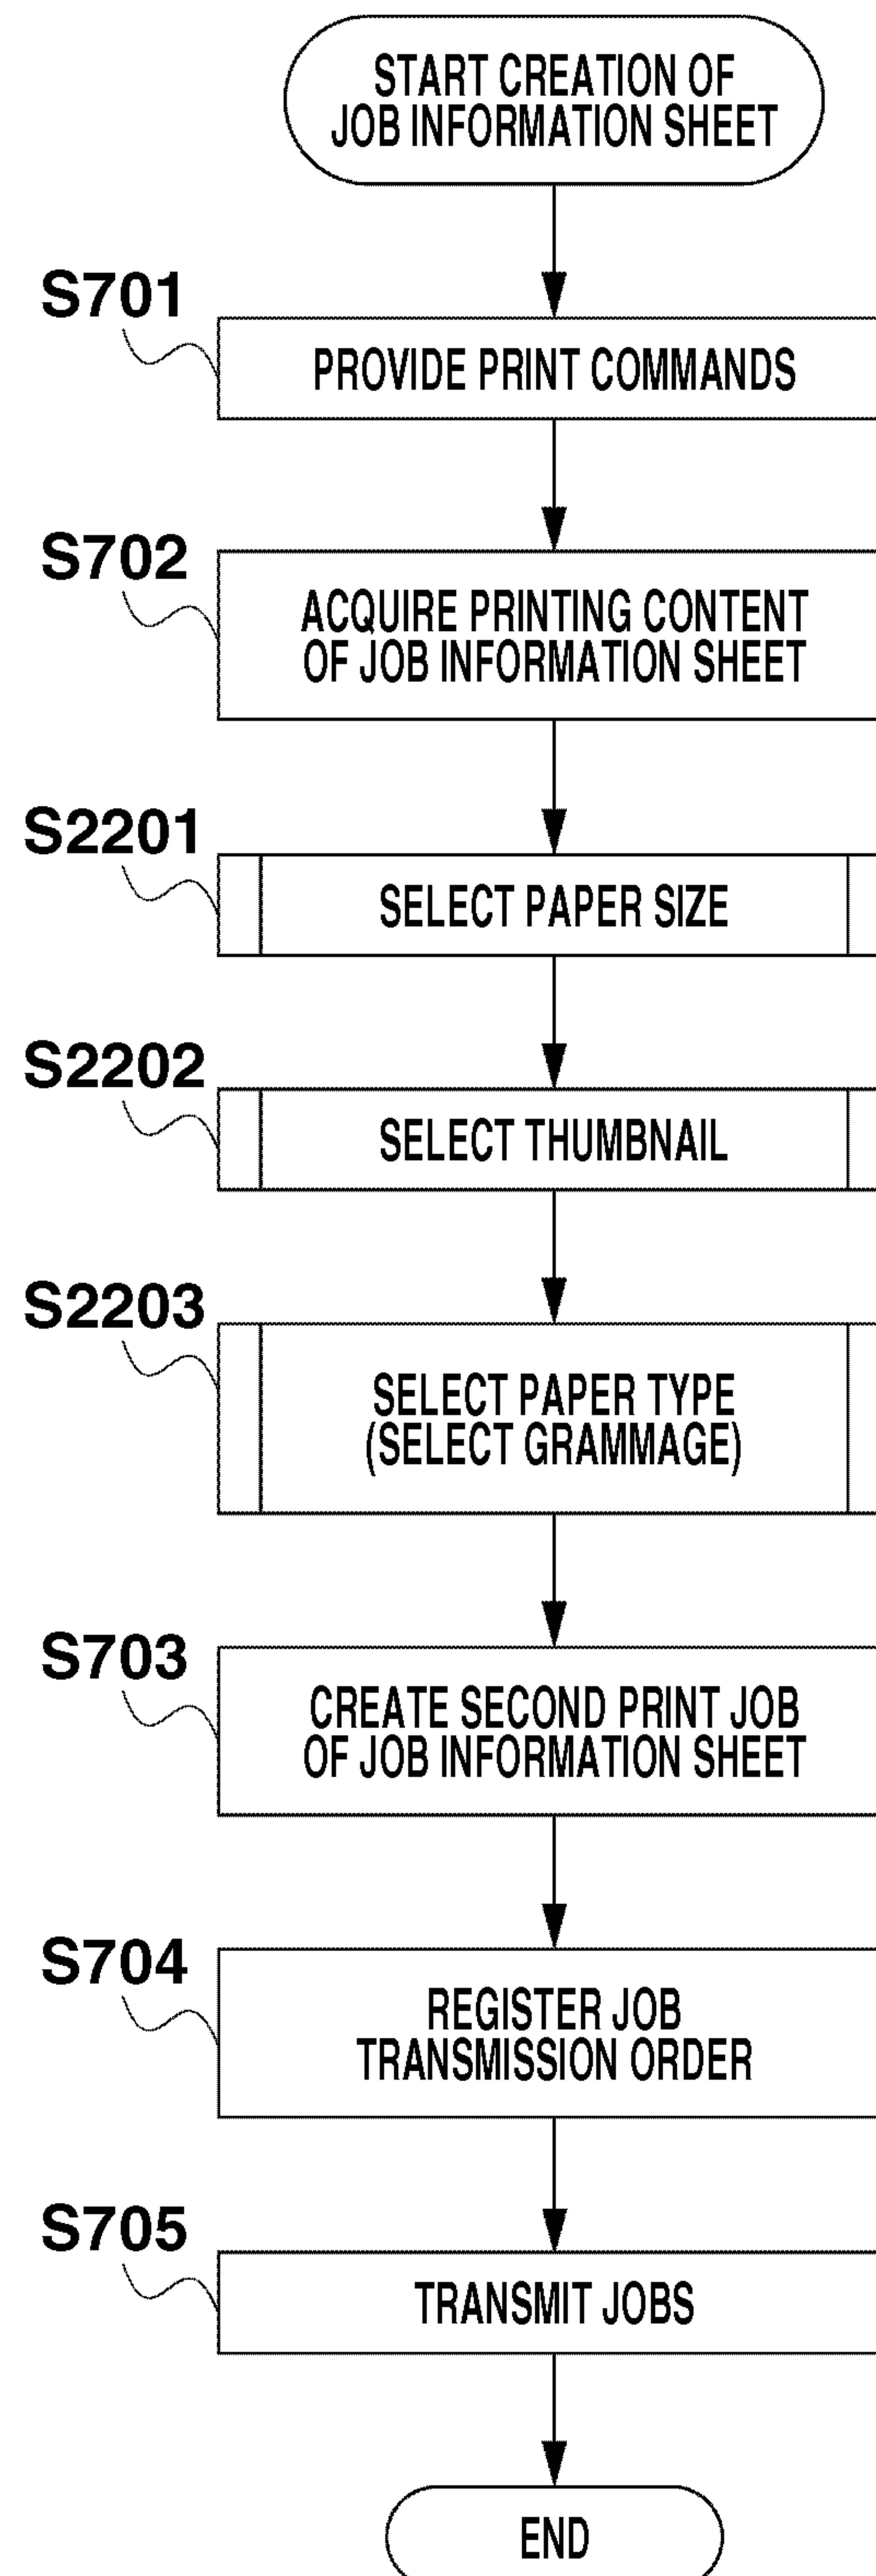 START CREATION OF
JOB INFORMATION SHEET
S701
PROVIDE PRINT COMMANDS
S702
ACQUIRE PRINTING CONTENT
OF JOB INFORMATION SHEET
S2201
SELECT PAPER SIZE
S2202
SELECT THUMBNAIL
S2203
SELECT PAPER TYPE
(SELECT GRAMMAGE)
S703
CREATE SECOND PRINT JOB
OF JOB INFORMATION SHEET
S704
REGISTER JOB
TRANSMISSION ORDER
S705
TRANSMIT JOBS
END